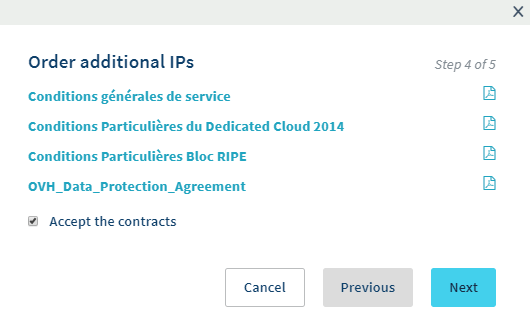 Order additional IPs
Step 4 of 5
Conditions générales de service
Conditions Particulières du Dedicated Cloud 2014
Conditions Particulières Bloc RIPE
OVH_Data_Protection_Agreement
Accept the contracts
Cancel
Previous
Next